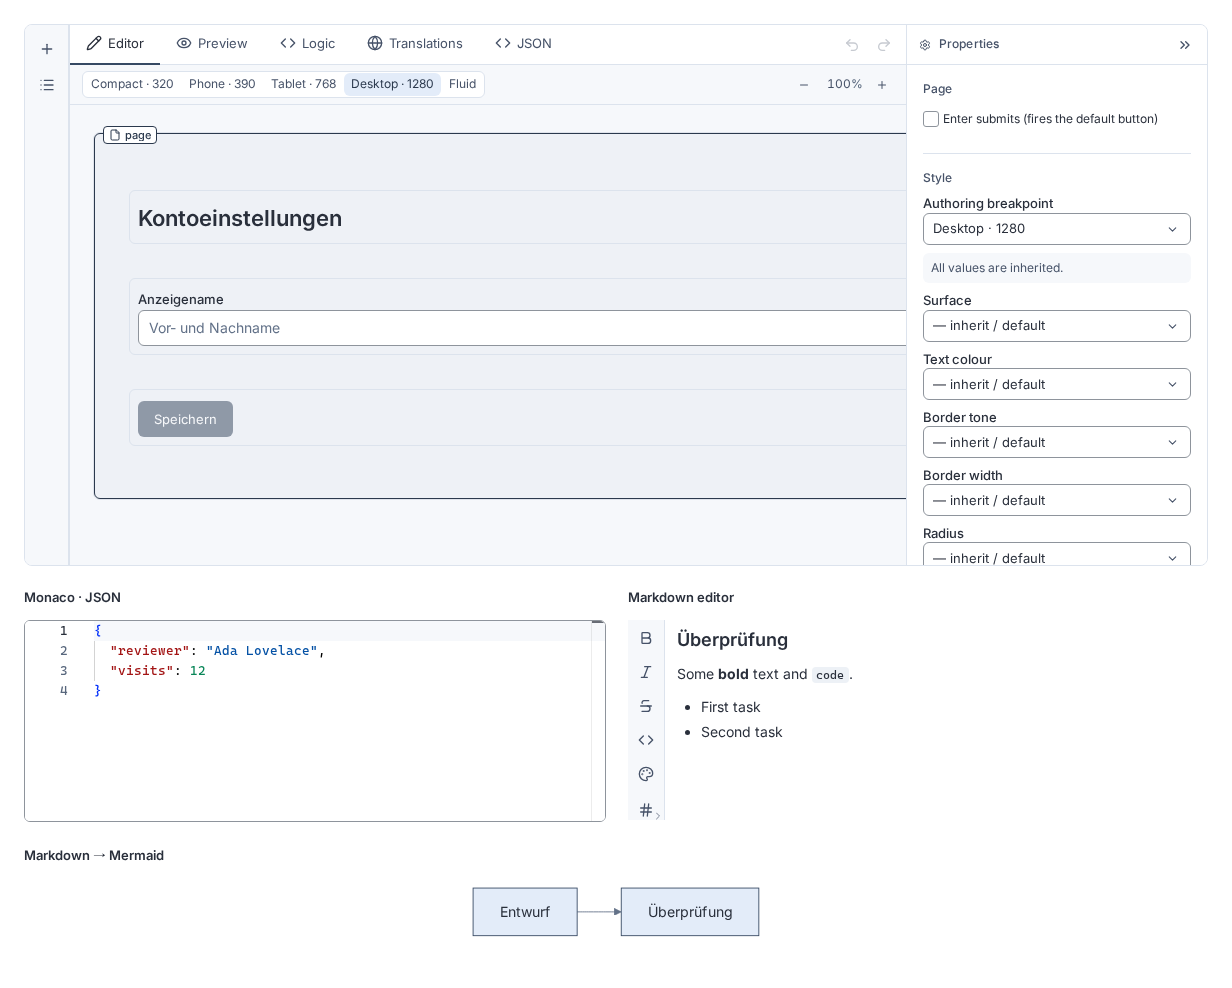 Editor Preview Logic Translations JSON
Properties
Compact · 320 Phone · 390 Tablet · 768 Desktop · 1280 Fluid
100%
page
Kontoeinstellungen
Anzeigename
Vor- und Nachname
Speichern
Page
Enter submits (fires the default button)
Style
Authoring breakpoint
Desktop · 1280
All values are inherited.
Surface
— inherit / default
Text colour
— inherit / default
Border tone
— inherit / default
Border width
— inherit / default
Radius
— inherit / default
Monaco · JSON
1 {
2 "reviewer": "Ada Lovelace",
3 "visits": 12
4 }
Markdown editor
Überprüfung
Some bold text and code.
• First task
• Second task
Markdown → Mermaid
Entwurf
Überprüfung